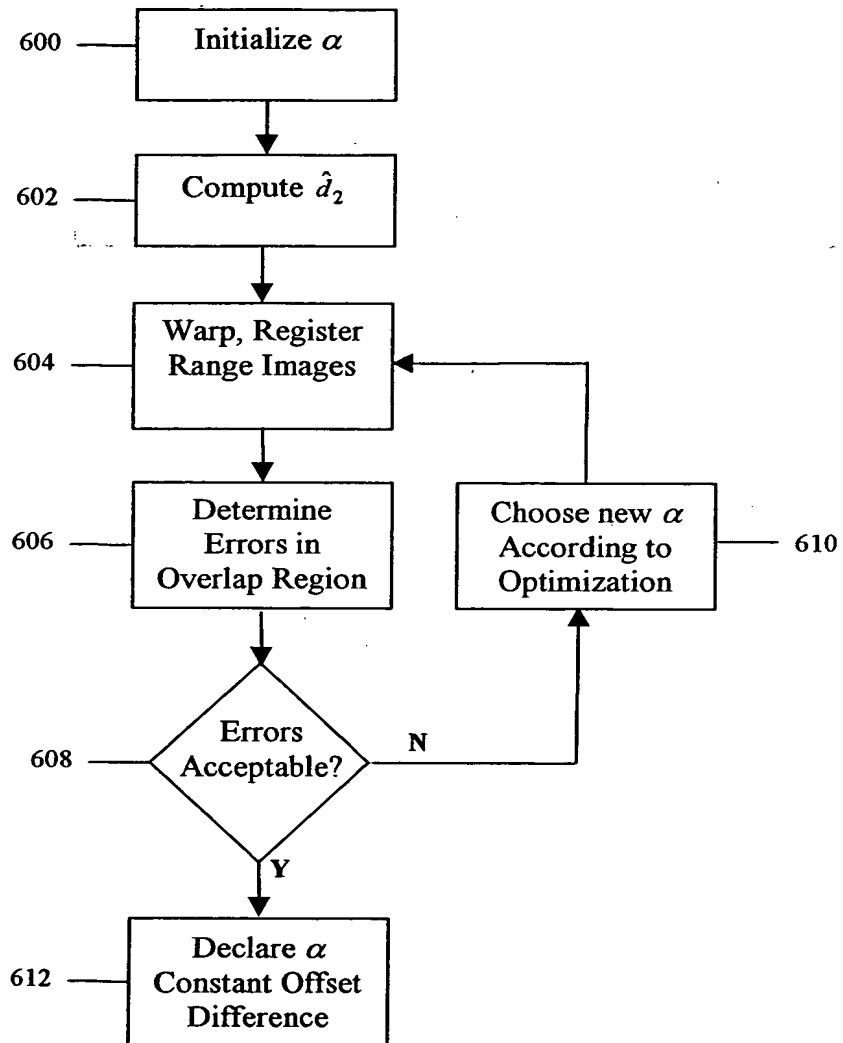 600
Initialize α
602
Compute d̂₂
604
Warp, Register
Range Images
606
Determine
Errors in
Overlap Region
Choose new α
According to
Optimization
610
608
Errors
Acceptable?
N
Y
612
Declare α
Constant Offset
Difference